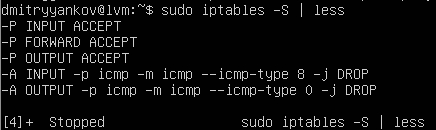 dmitryyankov@lvm:~$ sudo iptables -S | less
-P INPUT ACCEPT
-P FORWARD ACCEPT
-P OUTPUT ACCEPT
-A INPUT -p icmp -m icmp --icmp-type 8 -j DROP
-A OUTPUT -p icmp -m icmp --icmp-type 0 -j DROP
[4]+  Stopped                 sudo iptables -S | less